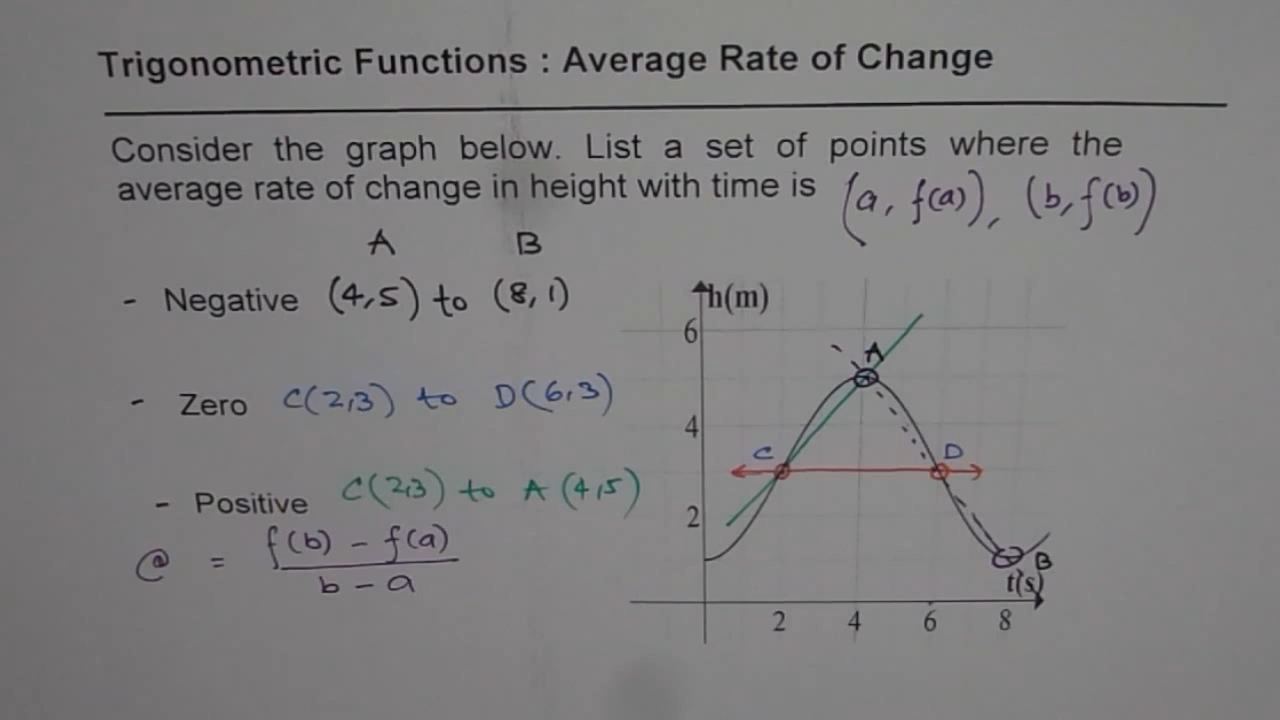 Trigonometric Functions : Average Rate of Change
Consider the graph below. List a set of points where the
average rate of change in height with time is (a, f(a)), (b, f(b))
A B
- Negative (4,5) to (8,1)
- Zero C(2,3) to D(6,3)
- Positive C(2,3) to A(4,5)
@ = f(b) - f(a)
b - a
h(m)
6
A
4
C D
2
B
t(s)
2 4 6 8